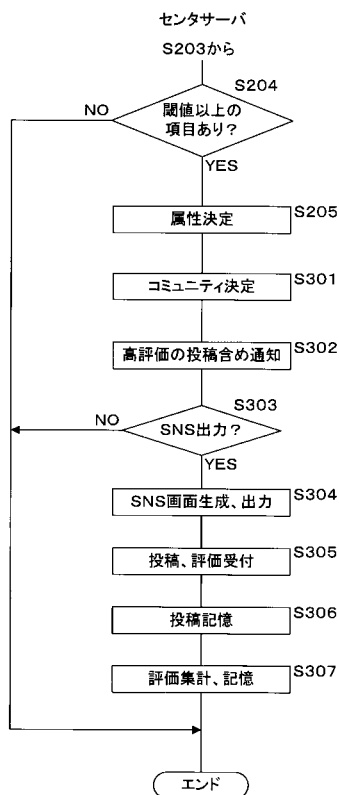 センタサーバ
S203から
S204
NO
閾値以上の
項目あり？
YES
属性決定
S205
コミュニティ決定
S301
高評価の投稿含め通知
S302
S303
NO
SNS出力？
YES
SNS画面生成、出力
S304
投稿、評価受付
S305
投稿記憶
S306
評価集計、記憶
S307
エンド